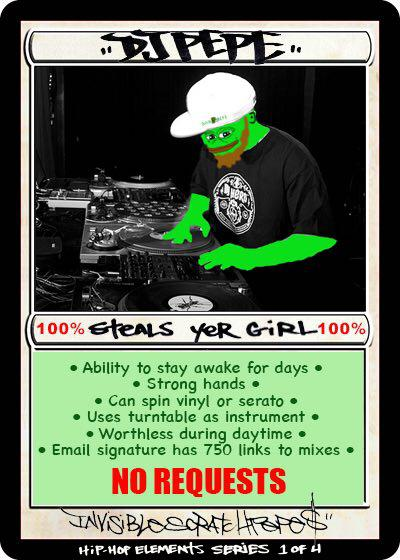 "DJ PEPE"
100% STEALS YER GiRL 100%
• Ability to stay awake for days •
• Strong hands •
• Can spin vinyl or serato •
• Uses turntable as instrument •
• Worthless during daytime •
• Email signature has 750 links to mixes •
NO REQUESTS
HiP-HOP ELEMENTS SERIES 1 OF 4